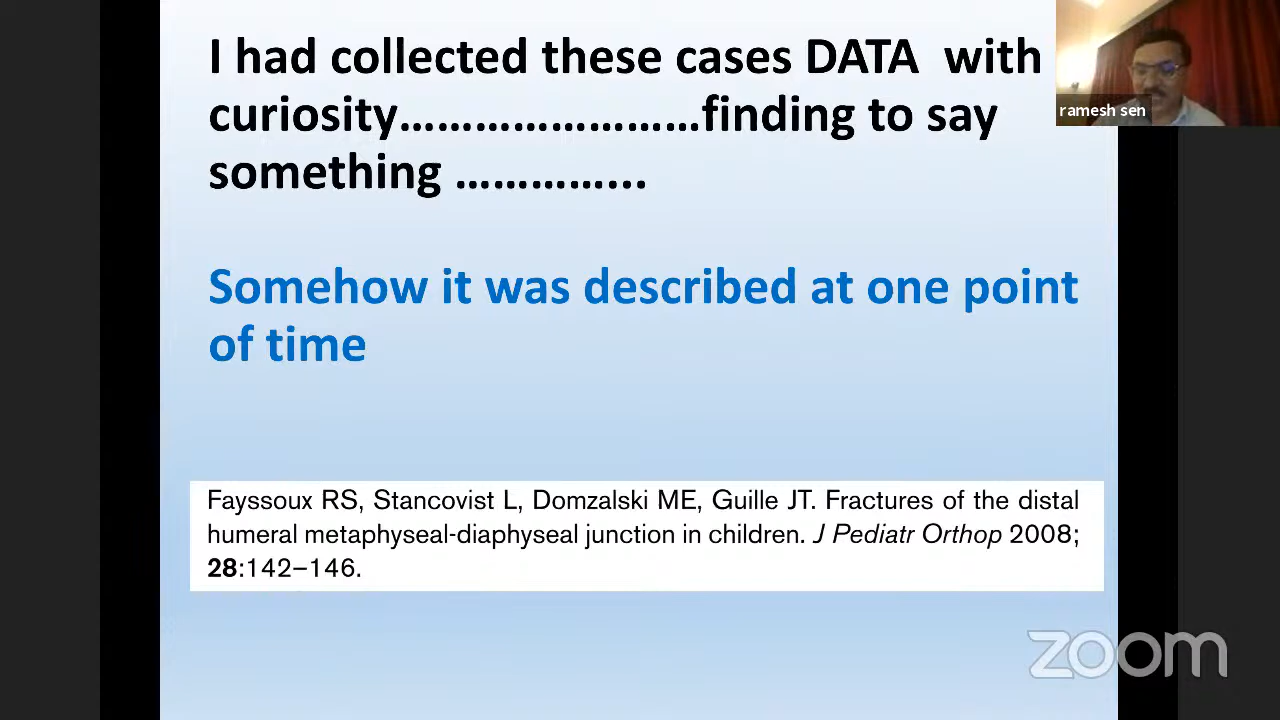 I had collected these cases DATA  with
curiosity……………………finding to say
something …………...
ramesh sen
Somehow it was described at one point
of time
Fayssoux RS, Stancovist L, Domzalski ME, Guille JT. Fractures of the distal
humeral metaphyseal-diaphyseal junction in children. J Pediatr Orthop 2008;
28:142–146.
zoom